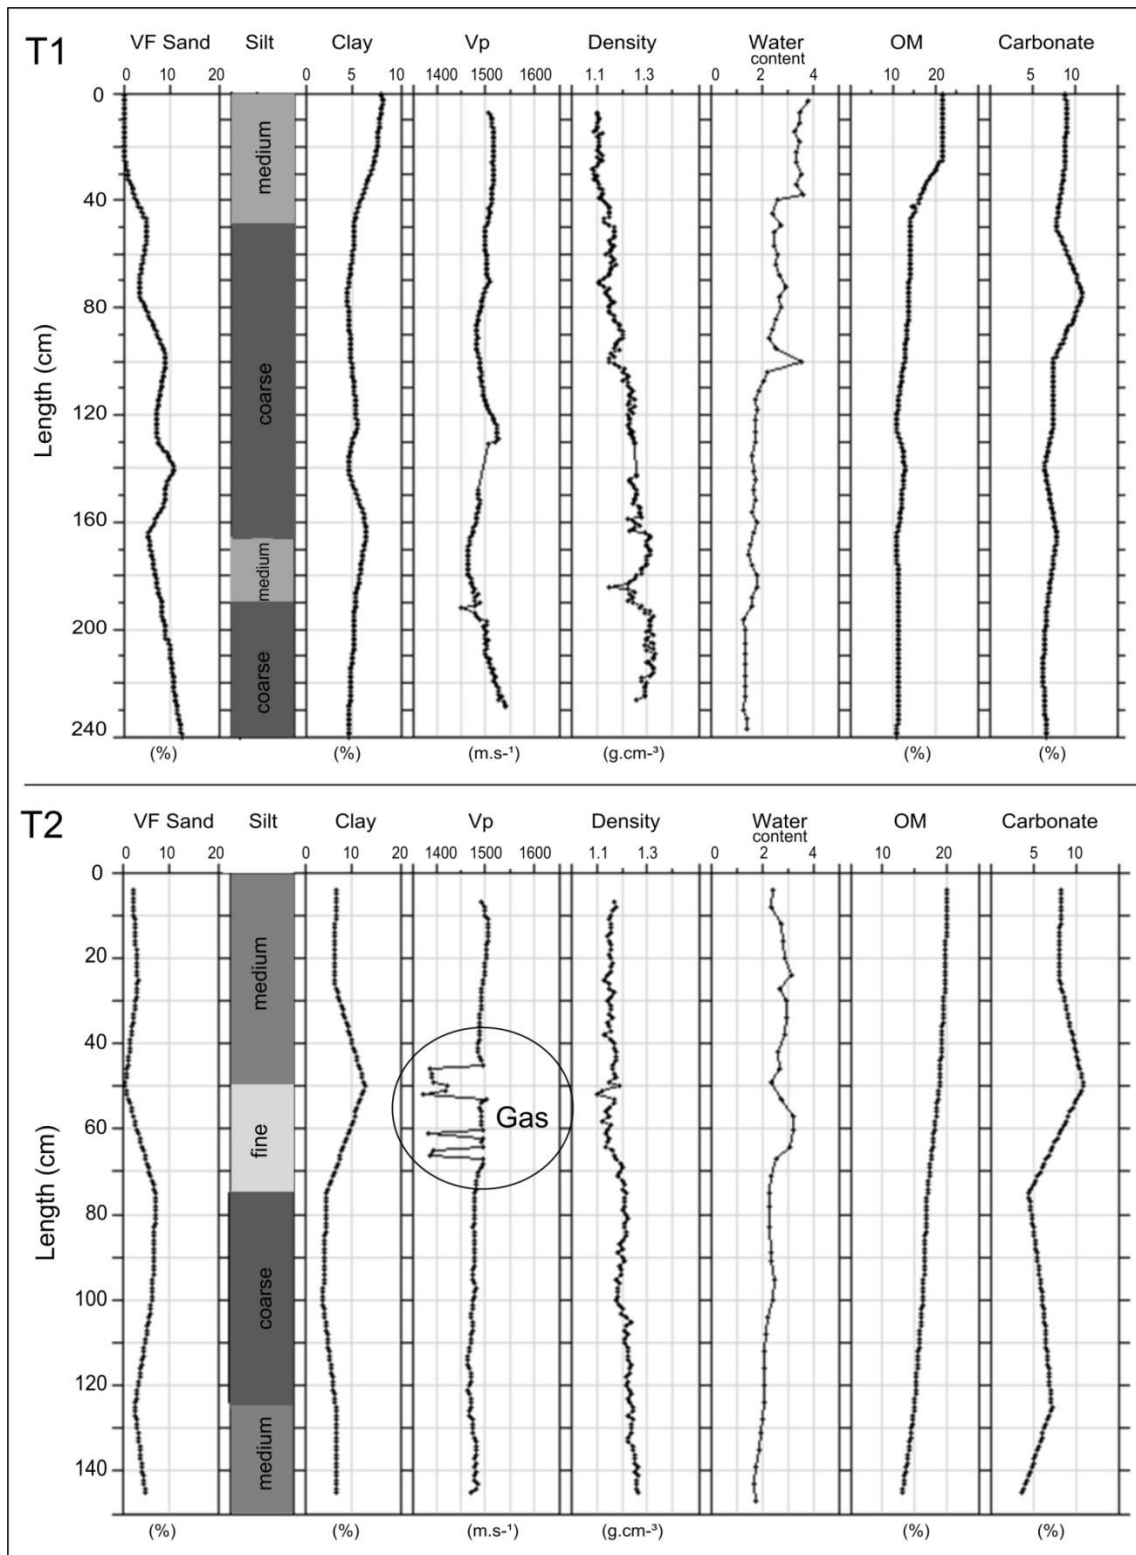 T1
VF Sand Silt Clay Vp Density Water content OM Carbonate
0 10 20 0 5 10 1400 1500 1600 1.1 1.3 0 2 4 10 20 5 10
Length (cm)
0
40
80
120
160
200
240
medium
coarse
medium
coarse
(%) (%) (m.s-¹) (g.cm-³) (%) (%)
T2
VF Sand Silt Clay Vp Density Water content OM Carbonate
0 10 20 0 10 20 1400 1500 1600 1.1 1.3 0 2 4 10 20 5 10
Length (cm)
0
20
40
60
80
100
120
140
medium
fine
coarse
medium
Gas
(%) (%) (m.s-¹) (g.cm-³) (%) (%)